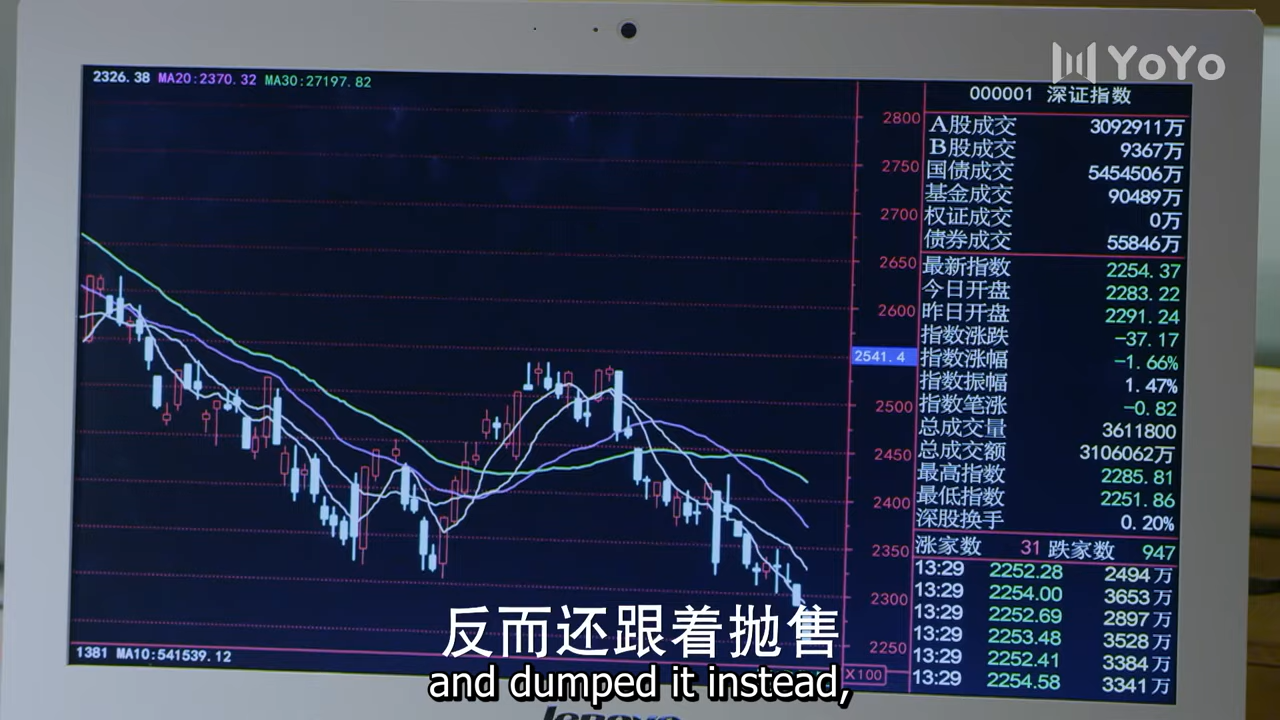 YoYo
2326.38 MA20:2370.32 MA30:27197.82
000001 深证指数
A股成交 3092911万
B股成交 9367万
国债成交 5454506万
基金成交 90489万
权证成交 0万
债券成交 55846万
最新指数 2254.37
今日开盘 2283.22
昨日开盘 2291.24
指数涨跌 -37.17
指数涨幅 -1.66%
指数振幅 1.47%
指数笔涨 -0.82
总成交量 3611800
总成交额 3106062万
最高指数 2285.81
最低指数 2251.86
深股换手 0.20%
涨家数 31 跌家数 947
13:29 2252.28 2494万
13:29 2254.00 3653万
13:29 2252.69 2897万
13:29 2253.48 3528万
13:29 2252.41 3384万
13:29 2254.58 3341万
2800
2750
2700
2650
2600
2541.4
2500
2450
2400
2350
2300
2250
X100
1381 MA10:541539.12
反而还跟着抛售
and dumped it instead,
lenovo